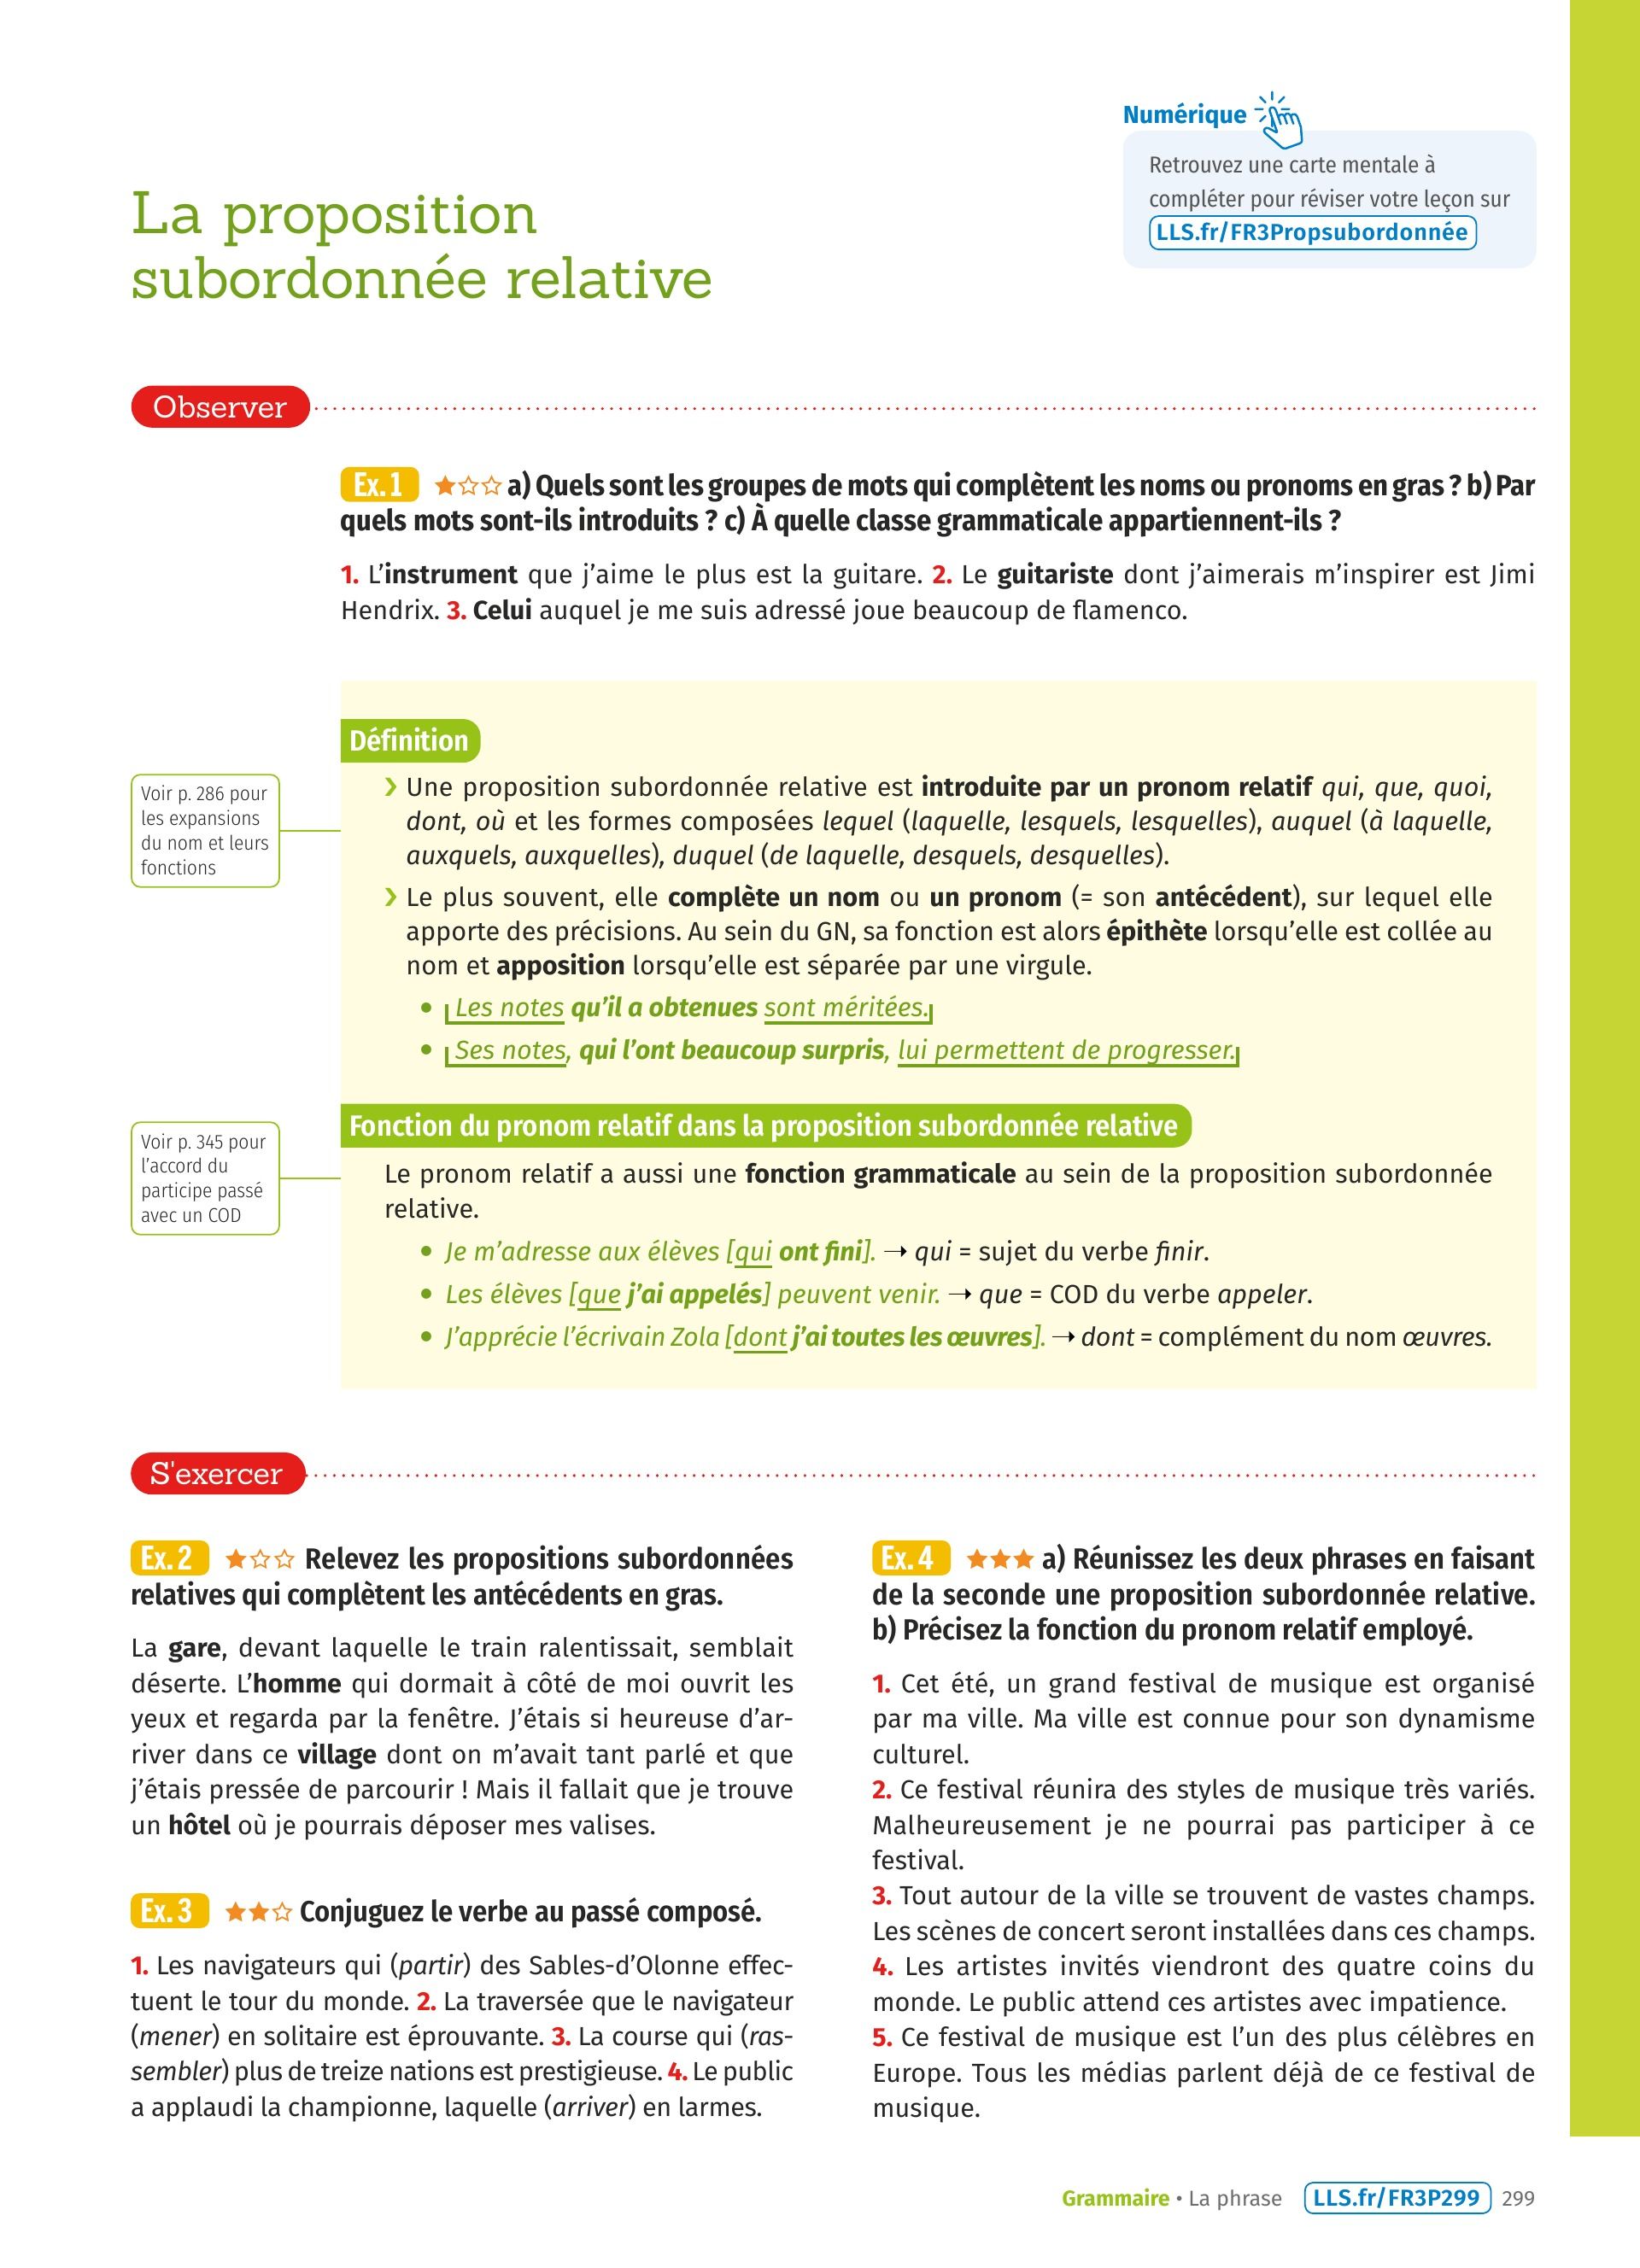 Numérique
Retrouvez une carte mentale à
compléter pour réviser votre leçon sur
LLS.fr/FR3Propsubordonnée
La proposition
subordonnée relative
Observer
Ex. 1 ★☆☆ a) Quels sont les groupes de mots qui complètent les noms ou pronoms en gras ? b) Par
quels mots sont-ils introduits ? c) À quelle classe grammaticale appartiennent-ils ?
1. L’instrument que j’aime le plus est la guitare. 2. Le guitariste dont j’aimerais m’inspirer est Jimi
Hendrix. 3. Celui auquel je me suis adressé joue beaucoup de flamenco.
Définition
Voir p. 286 pour
les expansions
du nom et leurs
fonctions
❯ Une proposition subordonnée relative est introduite par un pronom relatif qui, que, quoi,
dont, où et les formes composées lequel (laquelle, lesquels, lesquelles), auquel (à laquelle,
auxquels, auxquelles), duquel (de laquelle, desquels, desquelles).
❯ Le plus souvent, elle complète un nom ou un pronom (= son antécédent), sur lequel elle
apporte des précisions. Au sein du GN, sa fonction est alors épithète lorsqu’elle est collée au
nom et apposition lorsqu’elle est séparée par une virgule.
• Les notes qu’il a obtenues sont méritées.
• Ses notes, qui l’ont beaucoup surpris, lui permettent de progresser.
Fonction du pronom relatif dans la proposition subordonnée relative
Voir p. 345 pour
l’accord du
participe passé
avec un COD
Le pronom relatif a aussi une fonction grammaticale au sein de la proposition subordonnée
relative.
• Je m’adresse aux élèves [qui ont fini]. → qui = sujet du verbe finir.
• Les élèves [que j’ai appelés] peuvent venir. → que = COD du verbe appeler.
• J’apprécie l’écrivain Zola [dont j’ai toutes les œuvres]. → dont = complément du nom œuvres.
S'exercer
Ex. 2 ★☆☆ Relevez les propositions subordonnées
relatives qui complètent les antécédents en gras.
La gare, devant laquelle le train ralentissait, semblait
déserte. L’homme qui dormait à côté de moi ouvrit les
yeux et regarda par la fenêtre. J’étais si heureuse d’ar-
river dans ce village dont on m’avait tant parlé et que
j’étais pressée de parcourir ! Mais il fallait que je trouve
un hôtel où je pourrais déposer mes valises.
Ex. 3 ★★☆ Conjuguez le verbe au passé composé.
1. Les navigateurs qui (partir) des Sables-d’Olonne effec-
tuent le tour du monde. 2. La traversée que le navigateur
(mener) en solitaire est éprouvante. 3. La course qui (ras-
sembler) plus de treize nations est prestigieuse. 4. Le public
a applaudi la championne, laquelle (arriver) en larmes.
Ex. 4 ★★★ a) Réunissez les deux phrases en faisant
de la seconde une proposition subordonnée relative.
b) Précisez la fonction du pronom relatif employé.
1. Cet été, un grand festival de musique est organisé
par ma ville. Ma ville est connue pour son dynamisme
culturel.
2. Ce festival réunira des styles de musique très variés.
Malheureusement je ne pourrai pas participer à ce
festival.
3. Tout autour de la ville se trouvent de vastes champs.
Les scènes de concert seront installées dans ces champs.
4. Les artistes invités viendront des quatre coins du
monde. Le public attend ces artistes avec impatience.
5. Ce festival de musique est l’un des plus célèbres en
Europe. Tous les médias parlent déjà de ce festival de
musique.
Grammaire • La phrase LLS.fr/FR3P299 299